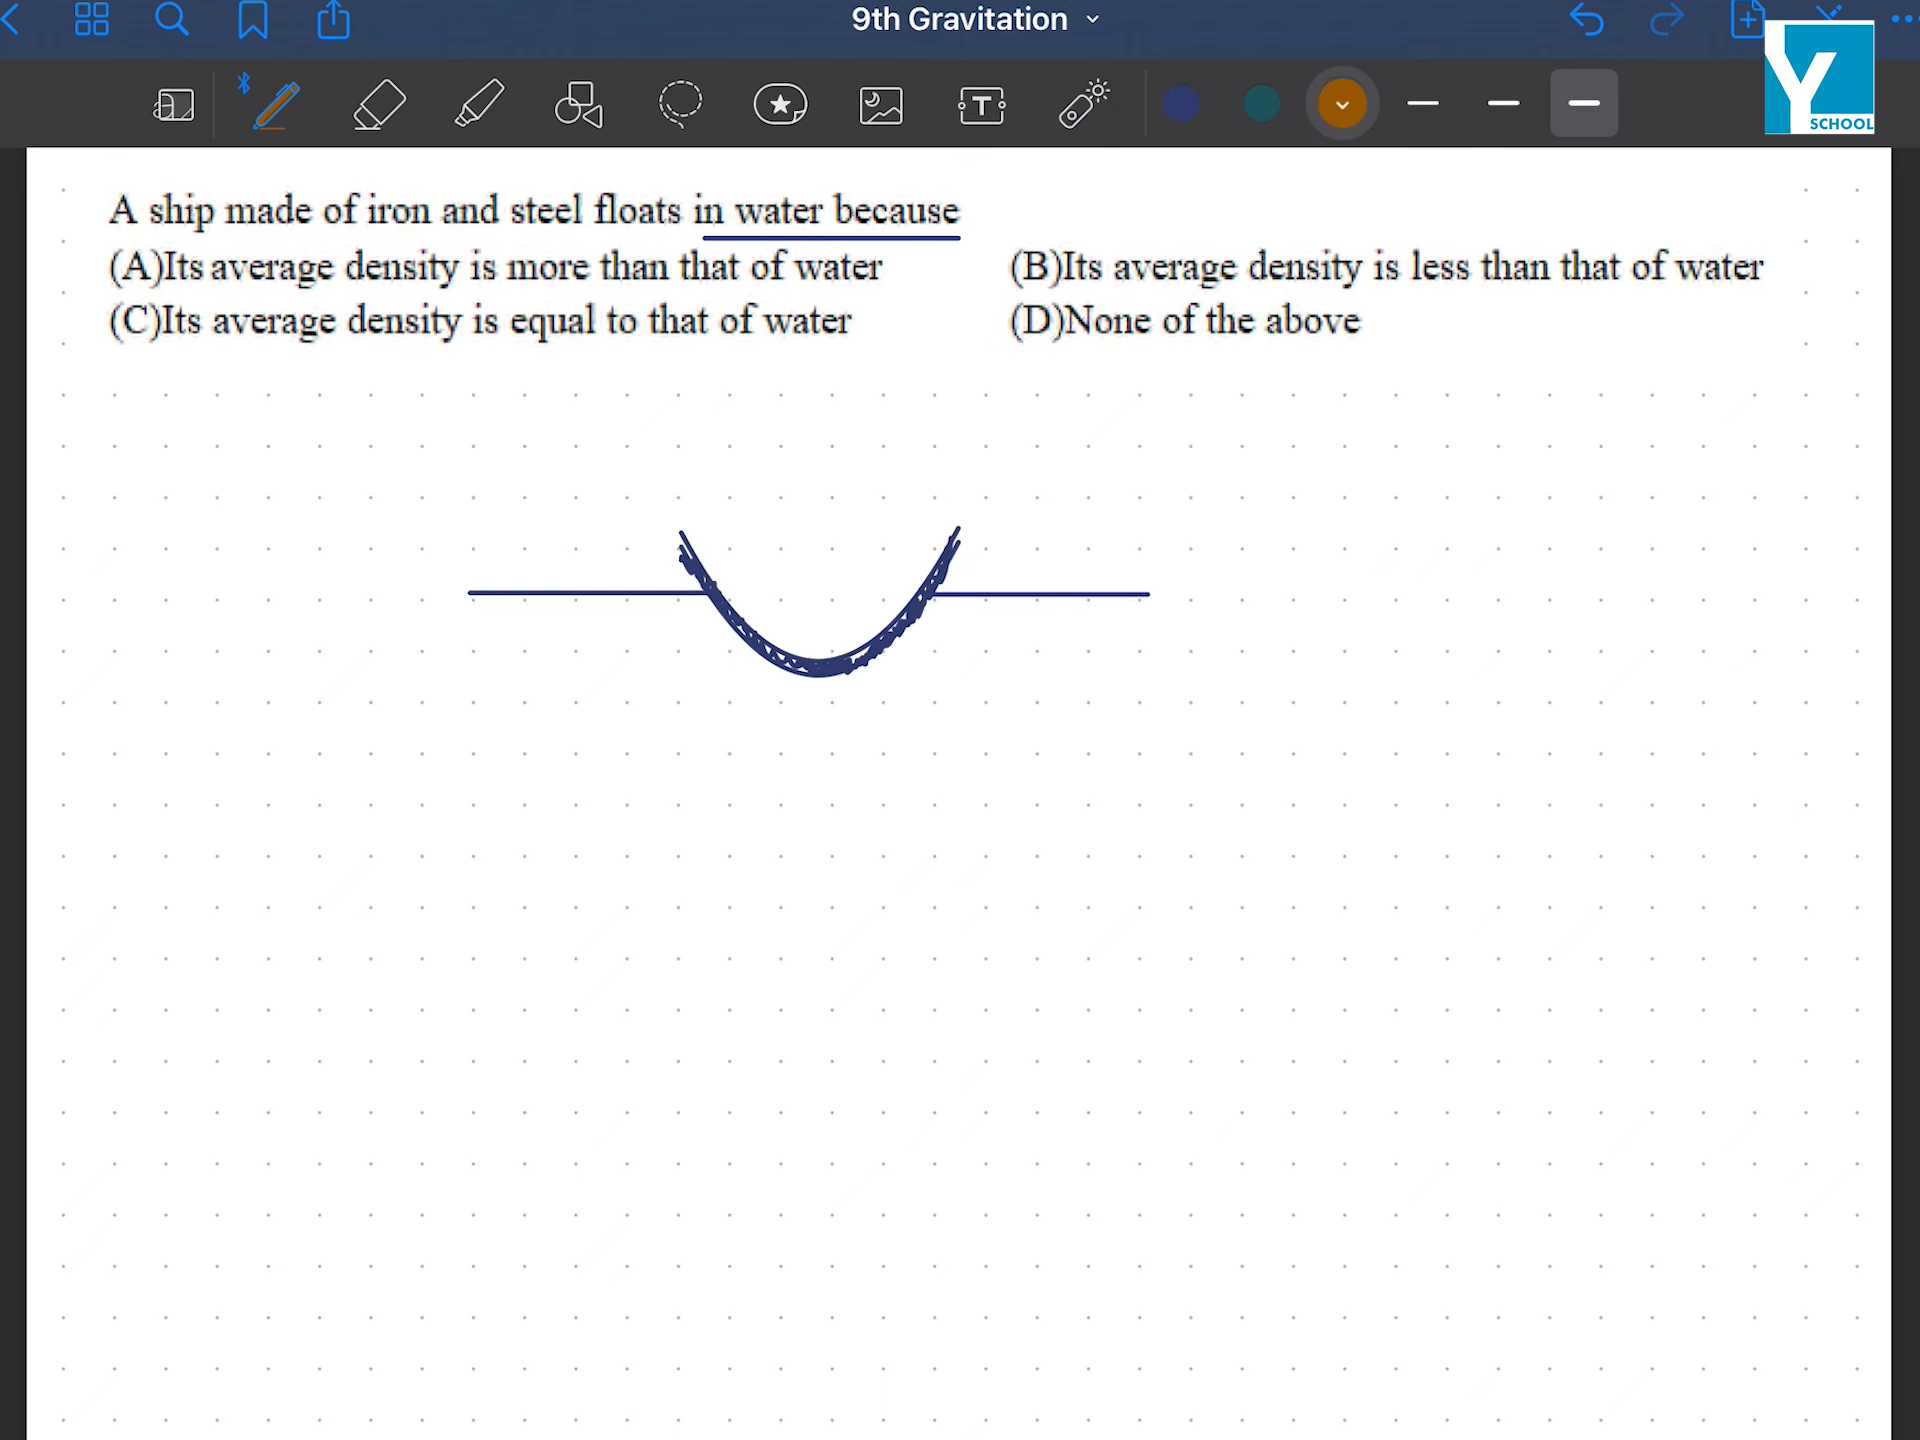 9th Gravitation
SCHOOL
A ship made of iron and steel floats in water because
(A)Its average density is more than that of water
(B)Its average density is less than that of water
(C)Its average density is equal to that of water
(D)None of the above